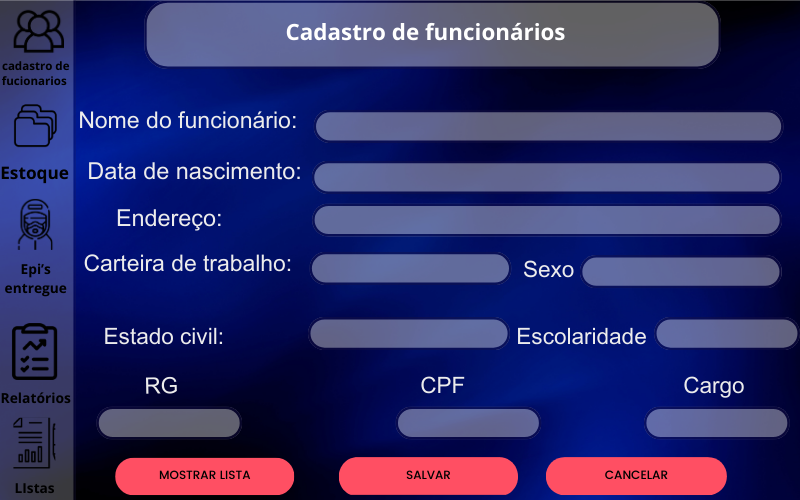 Cadastro de funcionários
cadastro de
fucionarios
Estoque
Epi's
entregue
Relatórios
LIstas
Nome do funcionário:
Data de nascimento:
Endereço:
Carteira de trabalho:
Sexo
Estado civil:
Escolaridade
RG
CPF
Cargo
MOSTRAR LISTA
SALVAR
CANCELAR